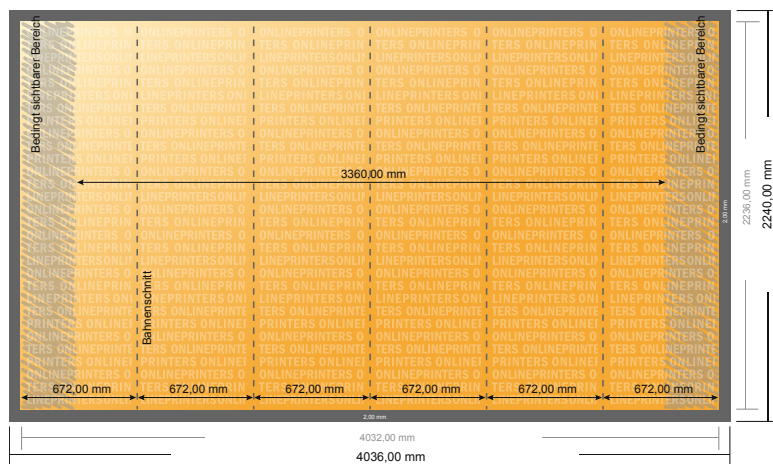 Bedingt sichtbarer Bereich
Bedingt sichtbarer Bereich
3360,00 mm
Bahnenschnitt
672,00 mm
672,00 mm
672,00 mm
672,00 mm
672,00 mm
672,00 mm
2,00 mm
2,00 mm
2236,00 mm
2240,00 mm
4032,00 mm
4036,00 mm